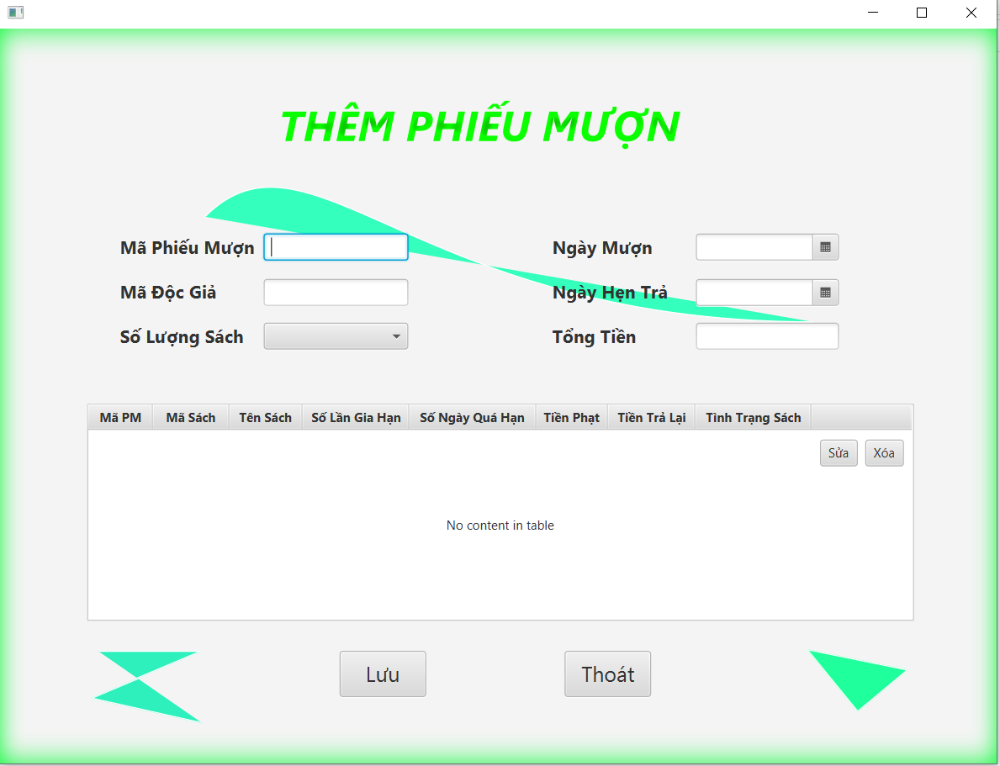 THÊM PHIẾU MƯỢN
Mã Phiếu Mượn
Ngày Mượn
Mã Độc Giả
Ngày Hẹn Trả
Số Lượng Sách
Tổng Tiền
Mã PM Mã Sách Tên Sách Số Lần Gia Hạn Số Ngày Quá Hạn Tiền Phạt Tiền Trả Lại Tình Trạng Sách
Sửa Xóa
No content in table
Lưu Thoát